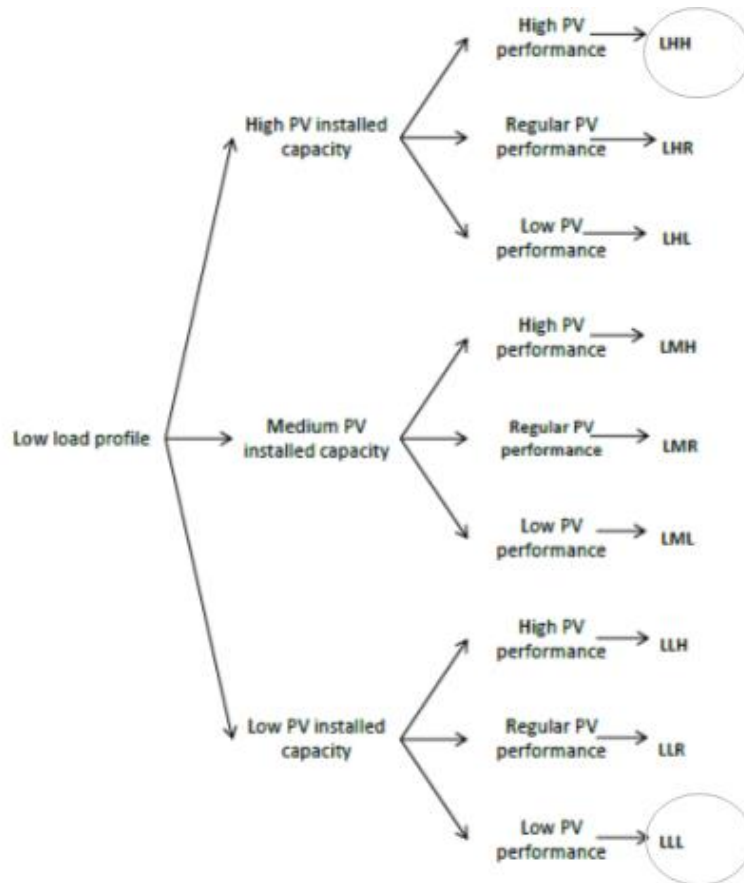 High PV
performance
LHH
High PV installed
capacity
Regular PV
performance
LHR
Low PV
performance
LHL
High PV
performance
LMH
Low load profile
Medium PV
installed capacity
Regular PV
performance
LMR
Low PV
performance
LML
High PV
performance
LLH
Low PV installed
capacity
Regular PV
performance
LLR
Low PV
performance
LLL